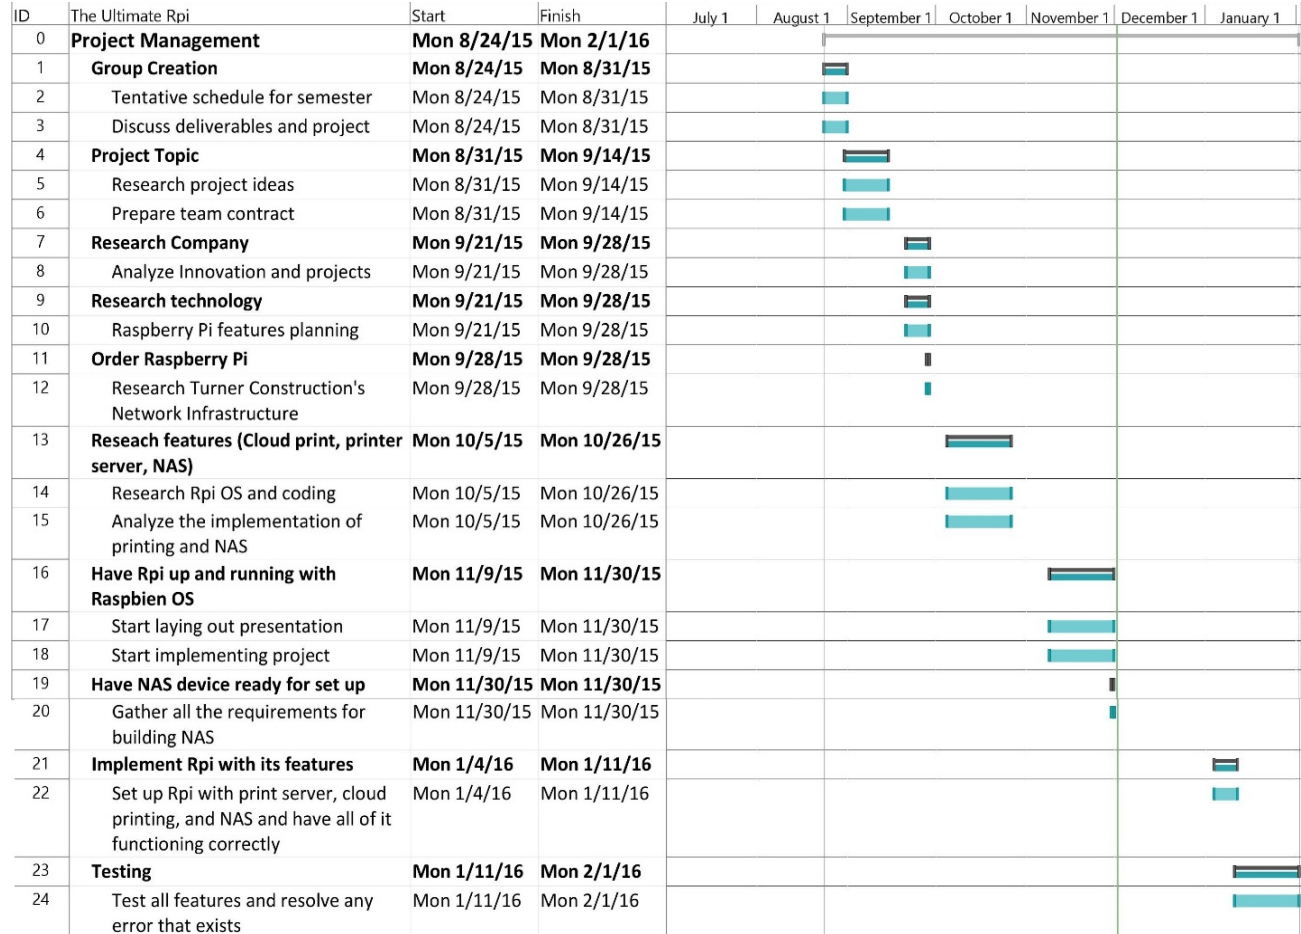 ID The Ultimate Rpi Start Finish July 1 August 1 September 1 October 1 November 1 December 1 January 1
0 Project Management Mon 8/24/15 Mon 2/1/16
1 Group Creation Mon 8/24/15 Mon 8/31/15
2 Tentative schedule for semester Mon 8/24/15 Mon 8/31/15
3 Discuss deliverables and project Mon 8/24/15 Mon 8/31/15
4 Project Topic Mon 8/31/15 Mon 9/14/15
5 Research project ideas Mon 8/31/15 Mon 9/14/15
6 Prepare team contract Mon 8/31/15 Mon 9/14/15
7 Research Company Mon 9/21/15 Mon 9/28/15
8 Analyze Innovation and projects Mon 9/21/15 Mon 9/28/15
9 Research technology Mon 9/21/15 Mon 9/28/15
10 Raspberry Pi features planning Mon 9/21/15 Mon 9/28/15
11 Order Raspberry Pi Mon 9/28/15 Mon 9/28/15
12 Research Turner Construction's Mon 9/28/15 Mon 9/28/15
Network Infrastructure
13 Reseach features (Cloud print, printer Mon 10/5/15 Mon 10/26/15
server, NAS)
14 Research Rpi OS and coding Mon 10/5/15 Mon 10/26/15
15 Analyze the implementation of Mon 10/5/15 Mon 10/26/15
printing and NAS
16 Have Rpi up and running with Mon 11/9/15 Mon 11/30/15
Raspbien OS
17 Start laying out presentation Mon 11/9/15 Mon 11/30/15
18 Start implementing project Mon 11/9/15 Mon 11/30/15
19 Have NAS device ready for set up Mon 11/30/15 Mon 11/30/15
20 Gather all the requirements for Mon 11/30/15 Mon 11/30/15
building NAS
21 Implement Rpi with its features Mon 1/4/16 Mon 1/11/16
22 Set up Rpi with print server, cloud Mon 1/4/16 Mon 1/11/16
printing, and NAS and have all of it
functioning correctly
23 Testing Mon 1/11/16 Mon 2/1/16
24 Test all features and resolve any Mon 1/11/16 Mon 2/1/16
error that exists